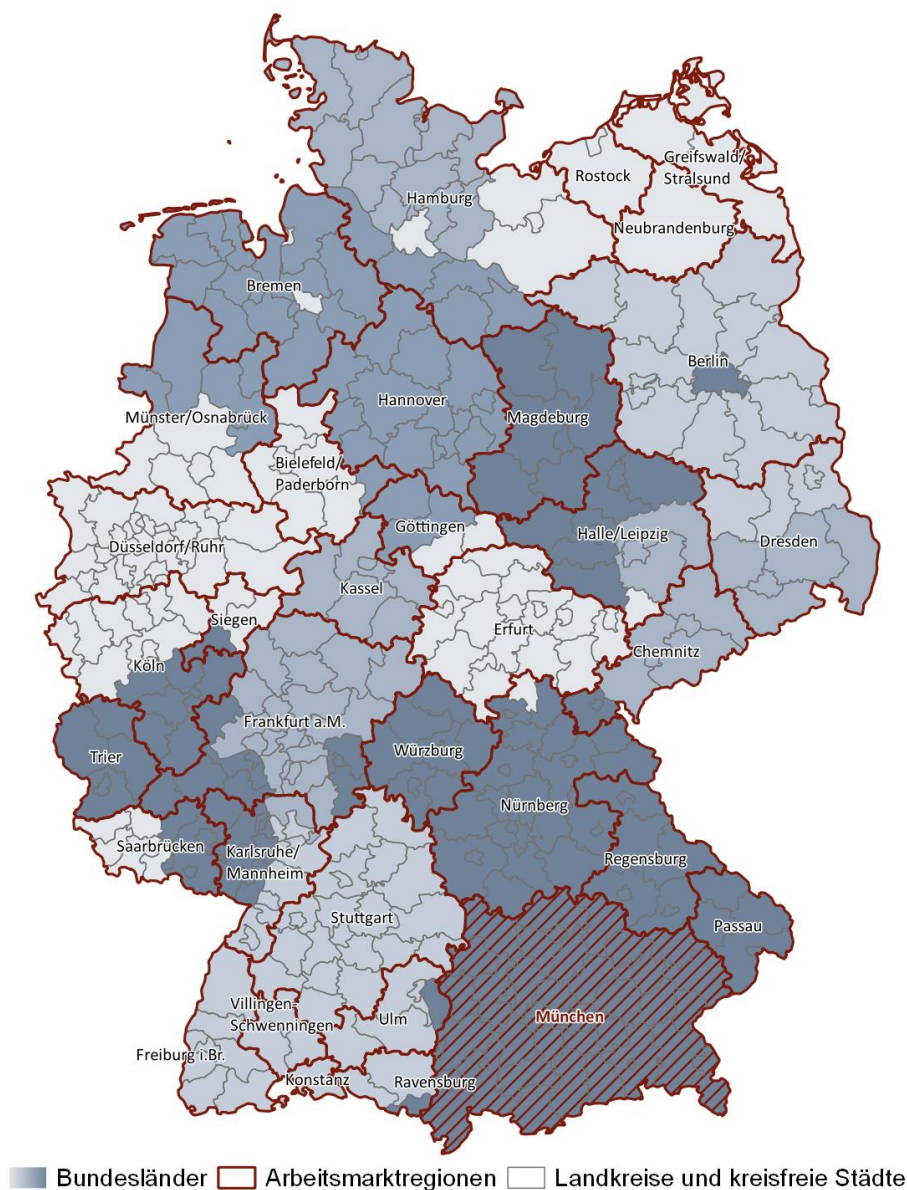 Greifswald/
Stralsund
Rostock
Hamburg
Neubrandenburg
Bremen
Berlin
Hannover
Münster/Osnabrück
Magdeburg
Bielefeld/
Paderborn
Göttingen
Halle/Leipzig
Düsseldorf/Ruhr
Dresden
Kassel
Siegen
Erfurt
Chemnitz
Köln
Frankfurt a.M.
Trier
Würzburg
Nürnberg
Saarbrücken
Karlsruhe/
Mannheim
Regensburg
Stuttgart
Passau
Villingen-
Schwenningen
Ulm
München
Freiburg i.Br.
Konstanz
Ravensburg
Bundesländer Arbeitsmarktregionen Landkreise und kreisfreie Städte